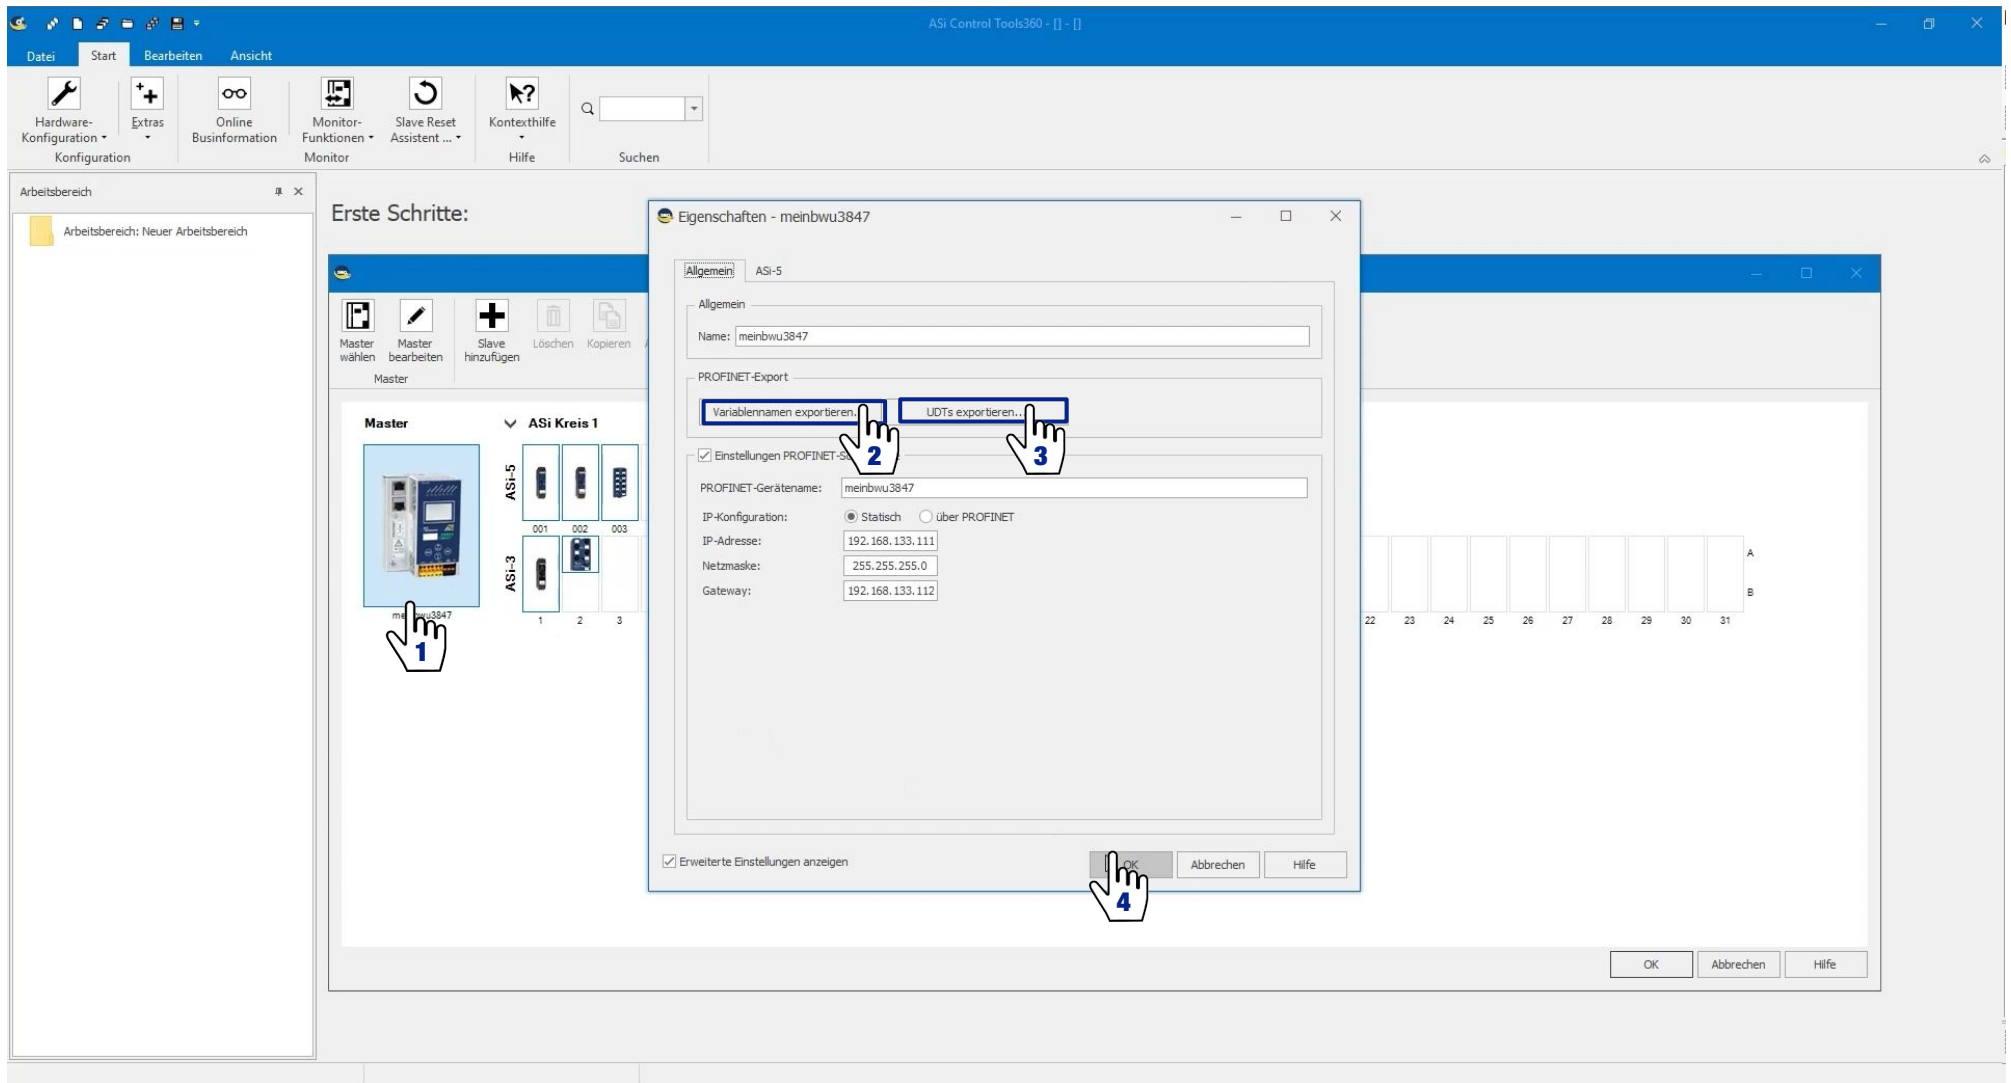 ASi Control Tools360 - [] - []
Datei Start Bearbeiten Ansicht
Hardware-Konfiguration
Extras
Online Businformation
Monitor-Funktionen
Slave Reset Assistent ...
Kontexthilfe
Konfiguration
Monitor
Hilfe
Suchen
Arbeitsbereich
Arbeitsbereich: Neuer Arbeitsbereich
Erste Schritte:
Master wählen
Master bearbeiten
Slave hinzufügen
Löschen
Kopieren
Master
Master
ASi Kreis 1
ASi-5
001 002 003
ASi-3
1 2 3
22 23 24 25 26 27 28 29 30 31
A
B
1
Eigenschaften - meinbwu3847
Allgemein ASi-5
Allgemein
Name: meinbwu3847
PROFINET-Export
Variablennamen exportieren..
UDTs exportieren...
2
3
Einstellungen PROFINET-
PROFINET-Gerätename: meinbwu3847
IP-Konfiguration: Statisch über PROFINET
IP-Adresse: 192.168.133.111
Netzmaske: 255.255.255.0
Gateway: 192.168.133.112
Erweiterte Einstellungen anzeigen
OK Abbrechen Hilfe
4
OK Abbrechen Hilfe